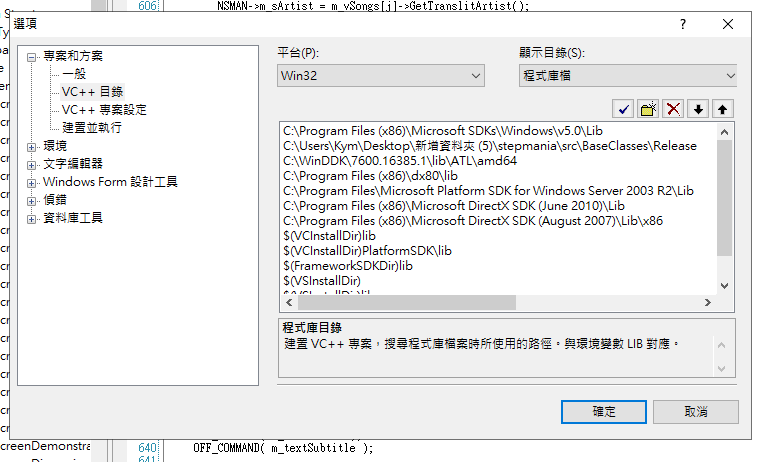 606 NSMAN->m_sArtist = m_vSongs[j]->GetTranslitArtist();
選項
專案和方案
一般
VC++ 目錄
VC++ 專案設定
建置並執行
環境
文字編輯器
Windows Form 設計工具
偵錯
資料庫工具
平台(P):
Win32
顯示目錄(S):
程式庫檔
C:\Program Files (x86)\Microsoft SDKs\Windows\v5.0\Lib
C:\Users\Kym\Desktop\新增資料夾 (5)\stepmania\src\BaseClasses\Release
C:\WinDDK\7600.16385.1\lib\ATL\amd64
C:\Program Files (x86)\dx80\lib
C:\Program Files\Microsoft Platform SDK for Windows Server 2003 R2\Lib
C:\Program Files (x86)\Microsoft DirectX SDK (June 2010)\Lib
C:\Program Files (x86)\Microsoft DirectX SDK (August 2007)\Lib\x86
$(VCInstallDir)lib
$(VCInstallDir)PlatformSDK\lib
$(FrameworkSDKDir)lib
$(VSInstallDir)
$(VSInstallDir)lib
程式庫目錄
建置 VC++ 專案，搜尋程式庫檔案時所使用的路徑。與環境變數 LIB 對應。
確定
取消
creenDemonstra
640 OFF_COMMAND( m_textSubtitle );
641